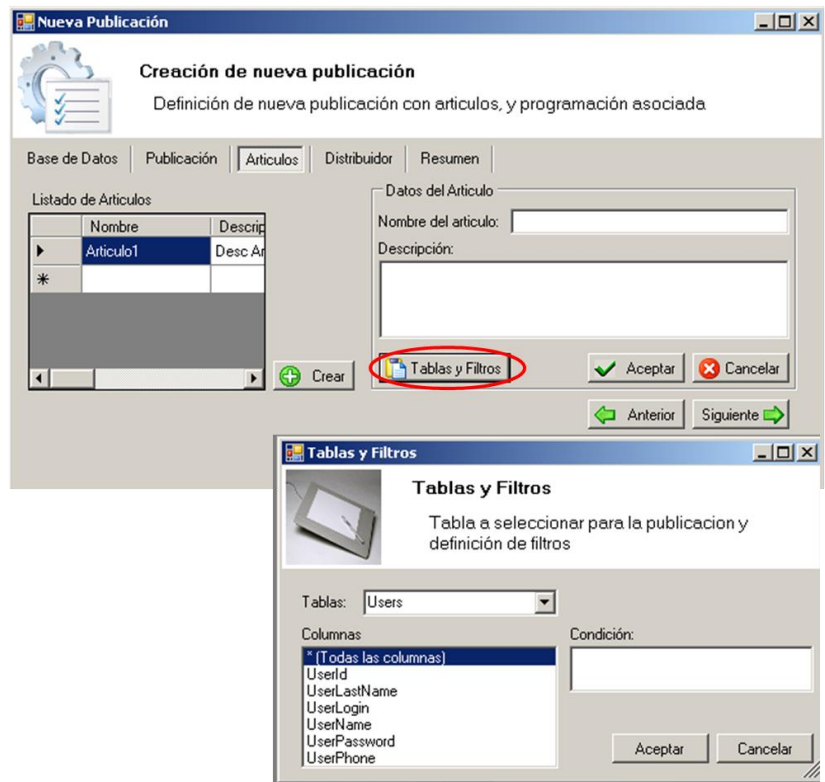 Nueva Publicación
Creación de nueva publicación
Definición de nueva publicación con articulos, y programación asociada
Base de Datos Publicación Articulos Distribuidor Resumen
Listado de Articulos
Nombre Descrip
Articulo1 Desc Ar
Crear
Datos del Articulo
Nombre del articulo:
Descripción:
Tablas y Filtros Aceptar Cancelar
Anterior Siguiente
Tablas y Filtros
Tablas y Filtros
Tabla a seleccionar para la publicacion y
definición de filtros
Tablas: Users
Columnas
* (Todas las columnas)
UserId
UserLastName
UserLogin
UserName
UserPassword
UserPhone
Condición:
Aceptar Cancelar